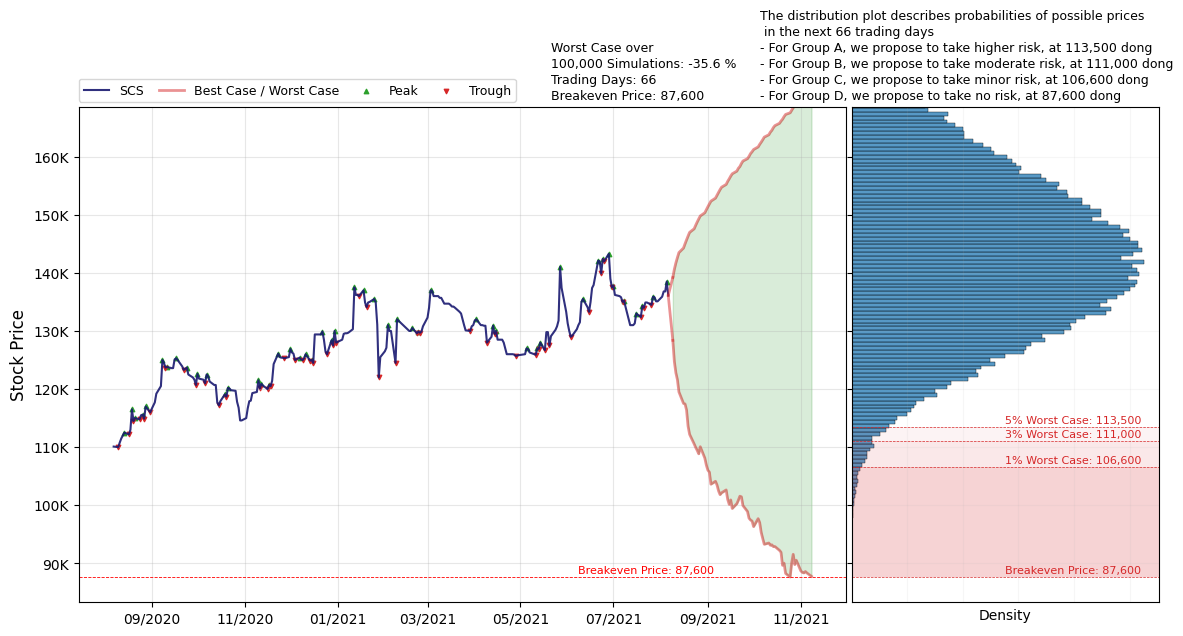 The distribution plot describes probabilities of possible prices
in the next 66 trading days
- For Group A, we propose to take higher risk, at 113,500 dong
- For Group B, we propose to take moderate risk, at 111,000 dong
- For Group C, we propose to take minor risk, at 106,600 dong
- For Group D, we propose to take no risk, at 87,600 dong
Worst Case over
100,000 Simulations: -35.6 %
Trading Days: 66
Breakeven Price: 87,600
SCS
Best Case / Worst Case
Peak
Trough
Stock Price
160K
150K
140K
130K
120K
110K
100K
90K
Breakeven Price: 87,600
09/2020
11/2020
01/2021
03/2021
05/2021
07/2021
09/2021
11/2021
5% Worst Case: 113,500
3% Worst Case: 111,000
1% Worst Case: 106,600
Breakeven Price: 87,600
Density